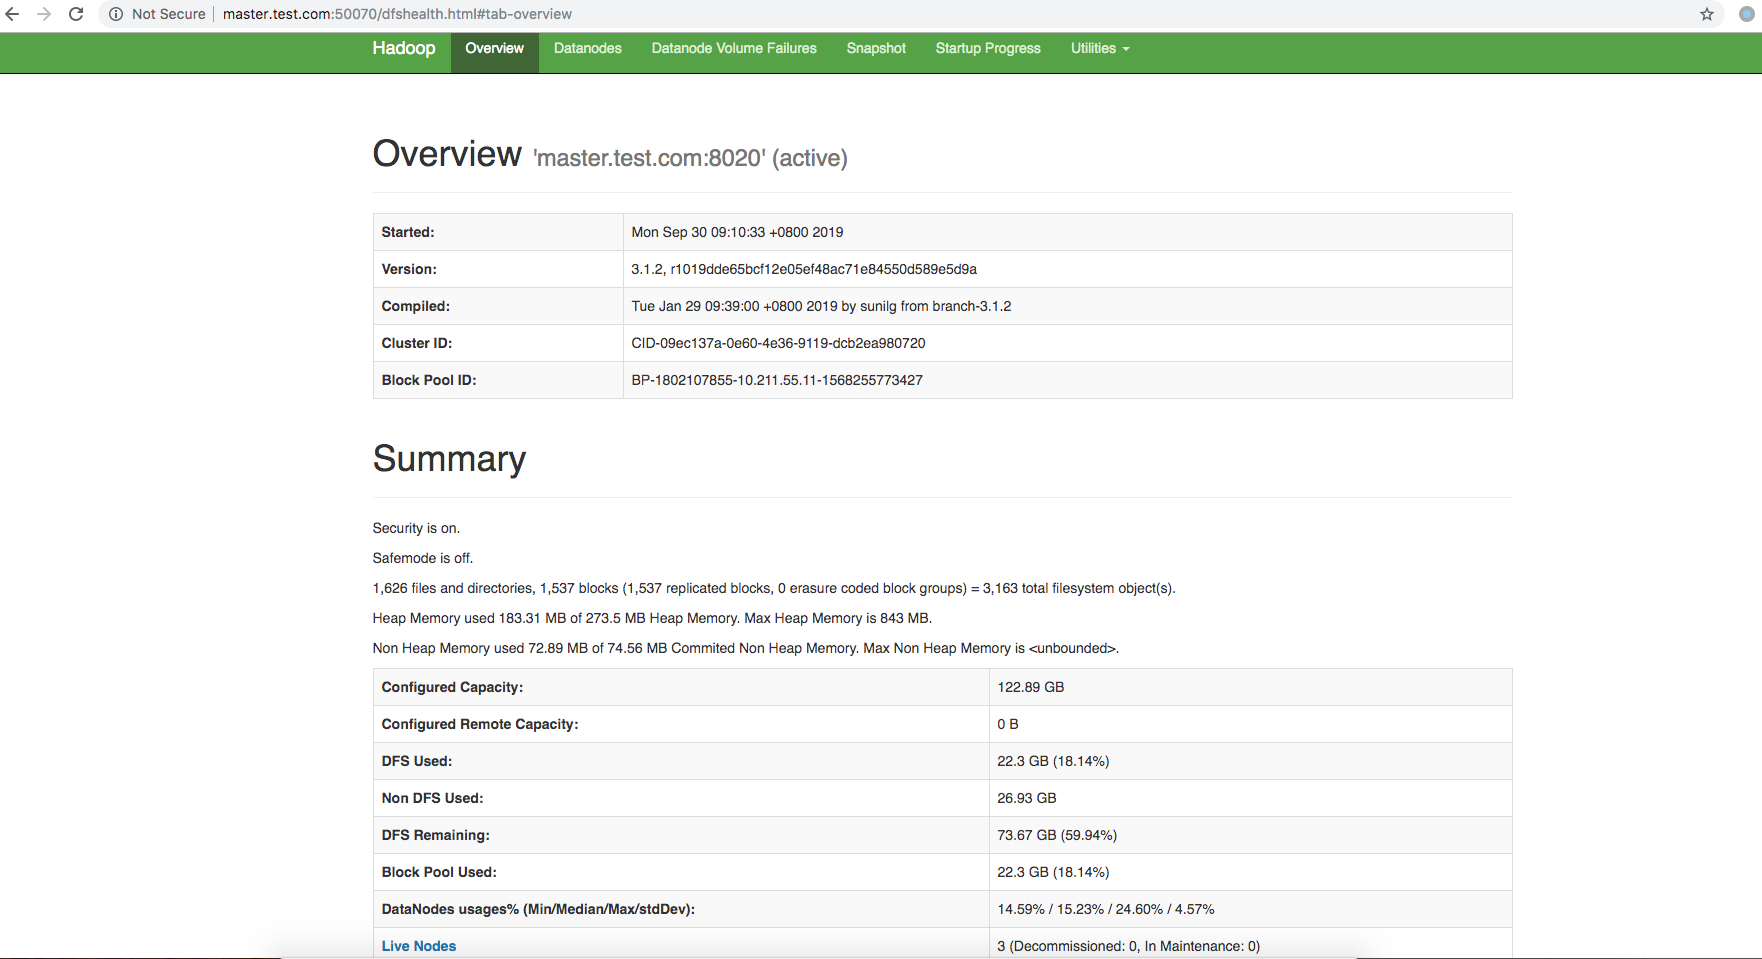 Not Secure | master.test.com:50070/dfshealth.html#tab-overview
Hadoop Overview Datanodes Datanode Volume Failures Snapshot Startup Progress Utilities
Overview 'master.test.com:8020' (active)
Started: Mon Sep 30 09:10:33 +0800 2019
Version: 3.1.2, r1019dde65bcf12e05ef48ac71e84550d589e5d9a
Compiled: Tue Jan 29 09:39:00 +0800 2019 by sunilg from branch-3.1.2
Cluster ID: CID-09ec137a-0e60-4e36-9119-dcb2ea980720
Block Pool ID: BP-1802107855-10.211.55.11-1568255773427
Summary
Security is on.
Safemode is off.
1,626 files and directories, 1,537 blocks (1,537 replicated blocks, 0 erasure coded block groups) = 3,163 total filesystem object(s).
Heap Memory used 183.31 MB of 273.5 MB Heap Memory. Max Heap Memory is 843 MB.
Non Heap Memory used 72.89 MB of 74.56 MB Commited Non Heap Memory. Max Non Heap Memory is <unbounded>.
Configured Capacity: 122.89 GB
Configured Remote Capacity: 0 B
DFS Used: 22.3 GB (18.14%)
Non DFS Used: 26.93 GB
DFS Remaining: 73.67 GB (59.94%)
Block Pool Used: 22.3 GB (18.14%)
DataNodes usages% (Min/Median/Max/stdDev): 14.59% / 15.23% / 24.60% / 4.57%
Live Nodes 3 (Decommissioned: 0, In Maintenance: 0)